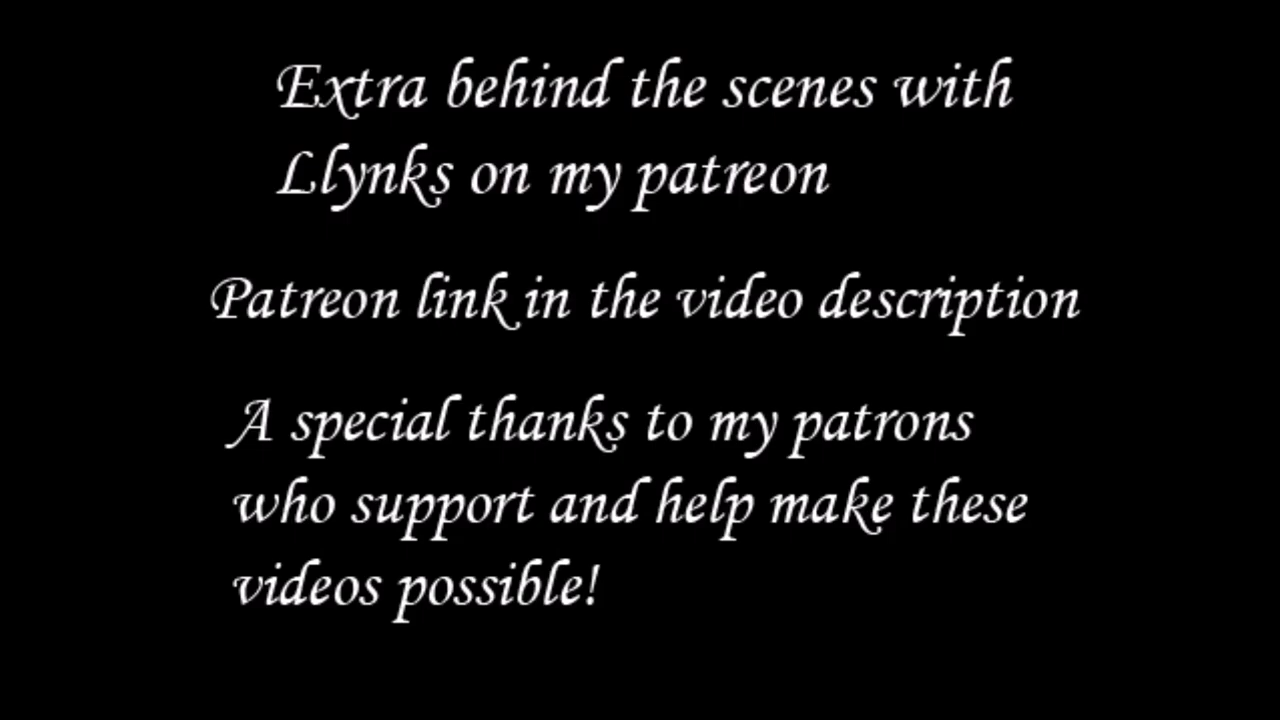 Extra behind the scenes with
Llynks on my patreon
Patreon link in the video description
A special thanks to my patrons
who support and help make these
videos possible!